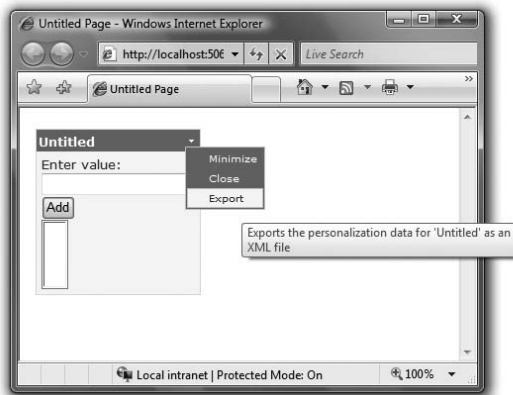 Untitled Page - Windows Internet Explorer
http://localhost:506
Live Search
Untitled Page
»
Untitled
Minimize
Enter value:
Close
Add
Export
Exports the personalization data for 'Untitled' as an
XML file
Local intranet | Protected Mode: On
100%